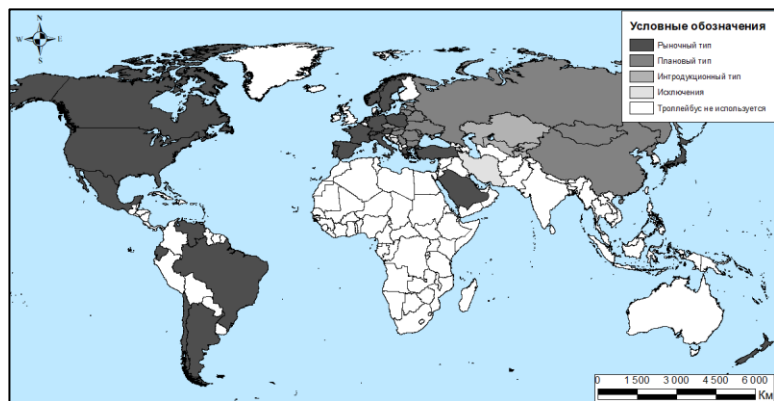 N
W
E
S
Условные обозначения
Рыночный тип
Плановый тип
Интродукционный тип
Исключения
Троллейбус не используется
0 1 500 3 000 4 500 6 000
Км